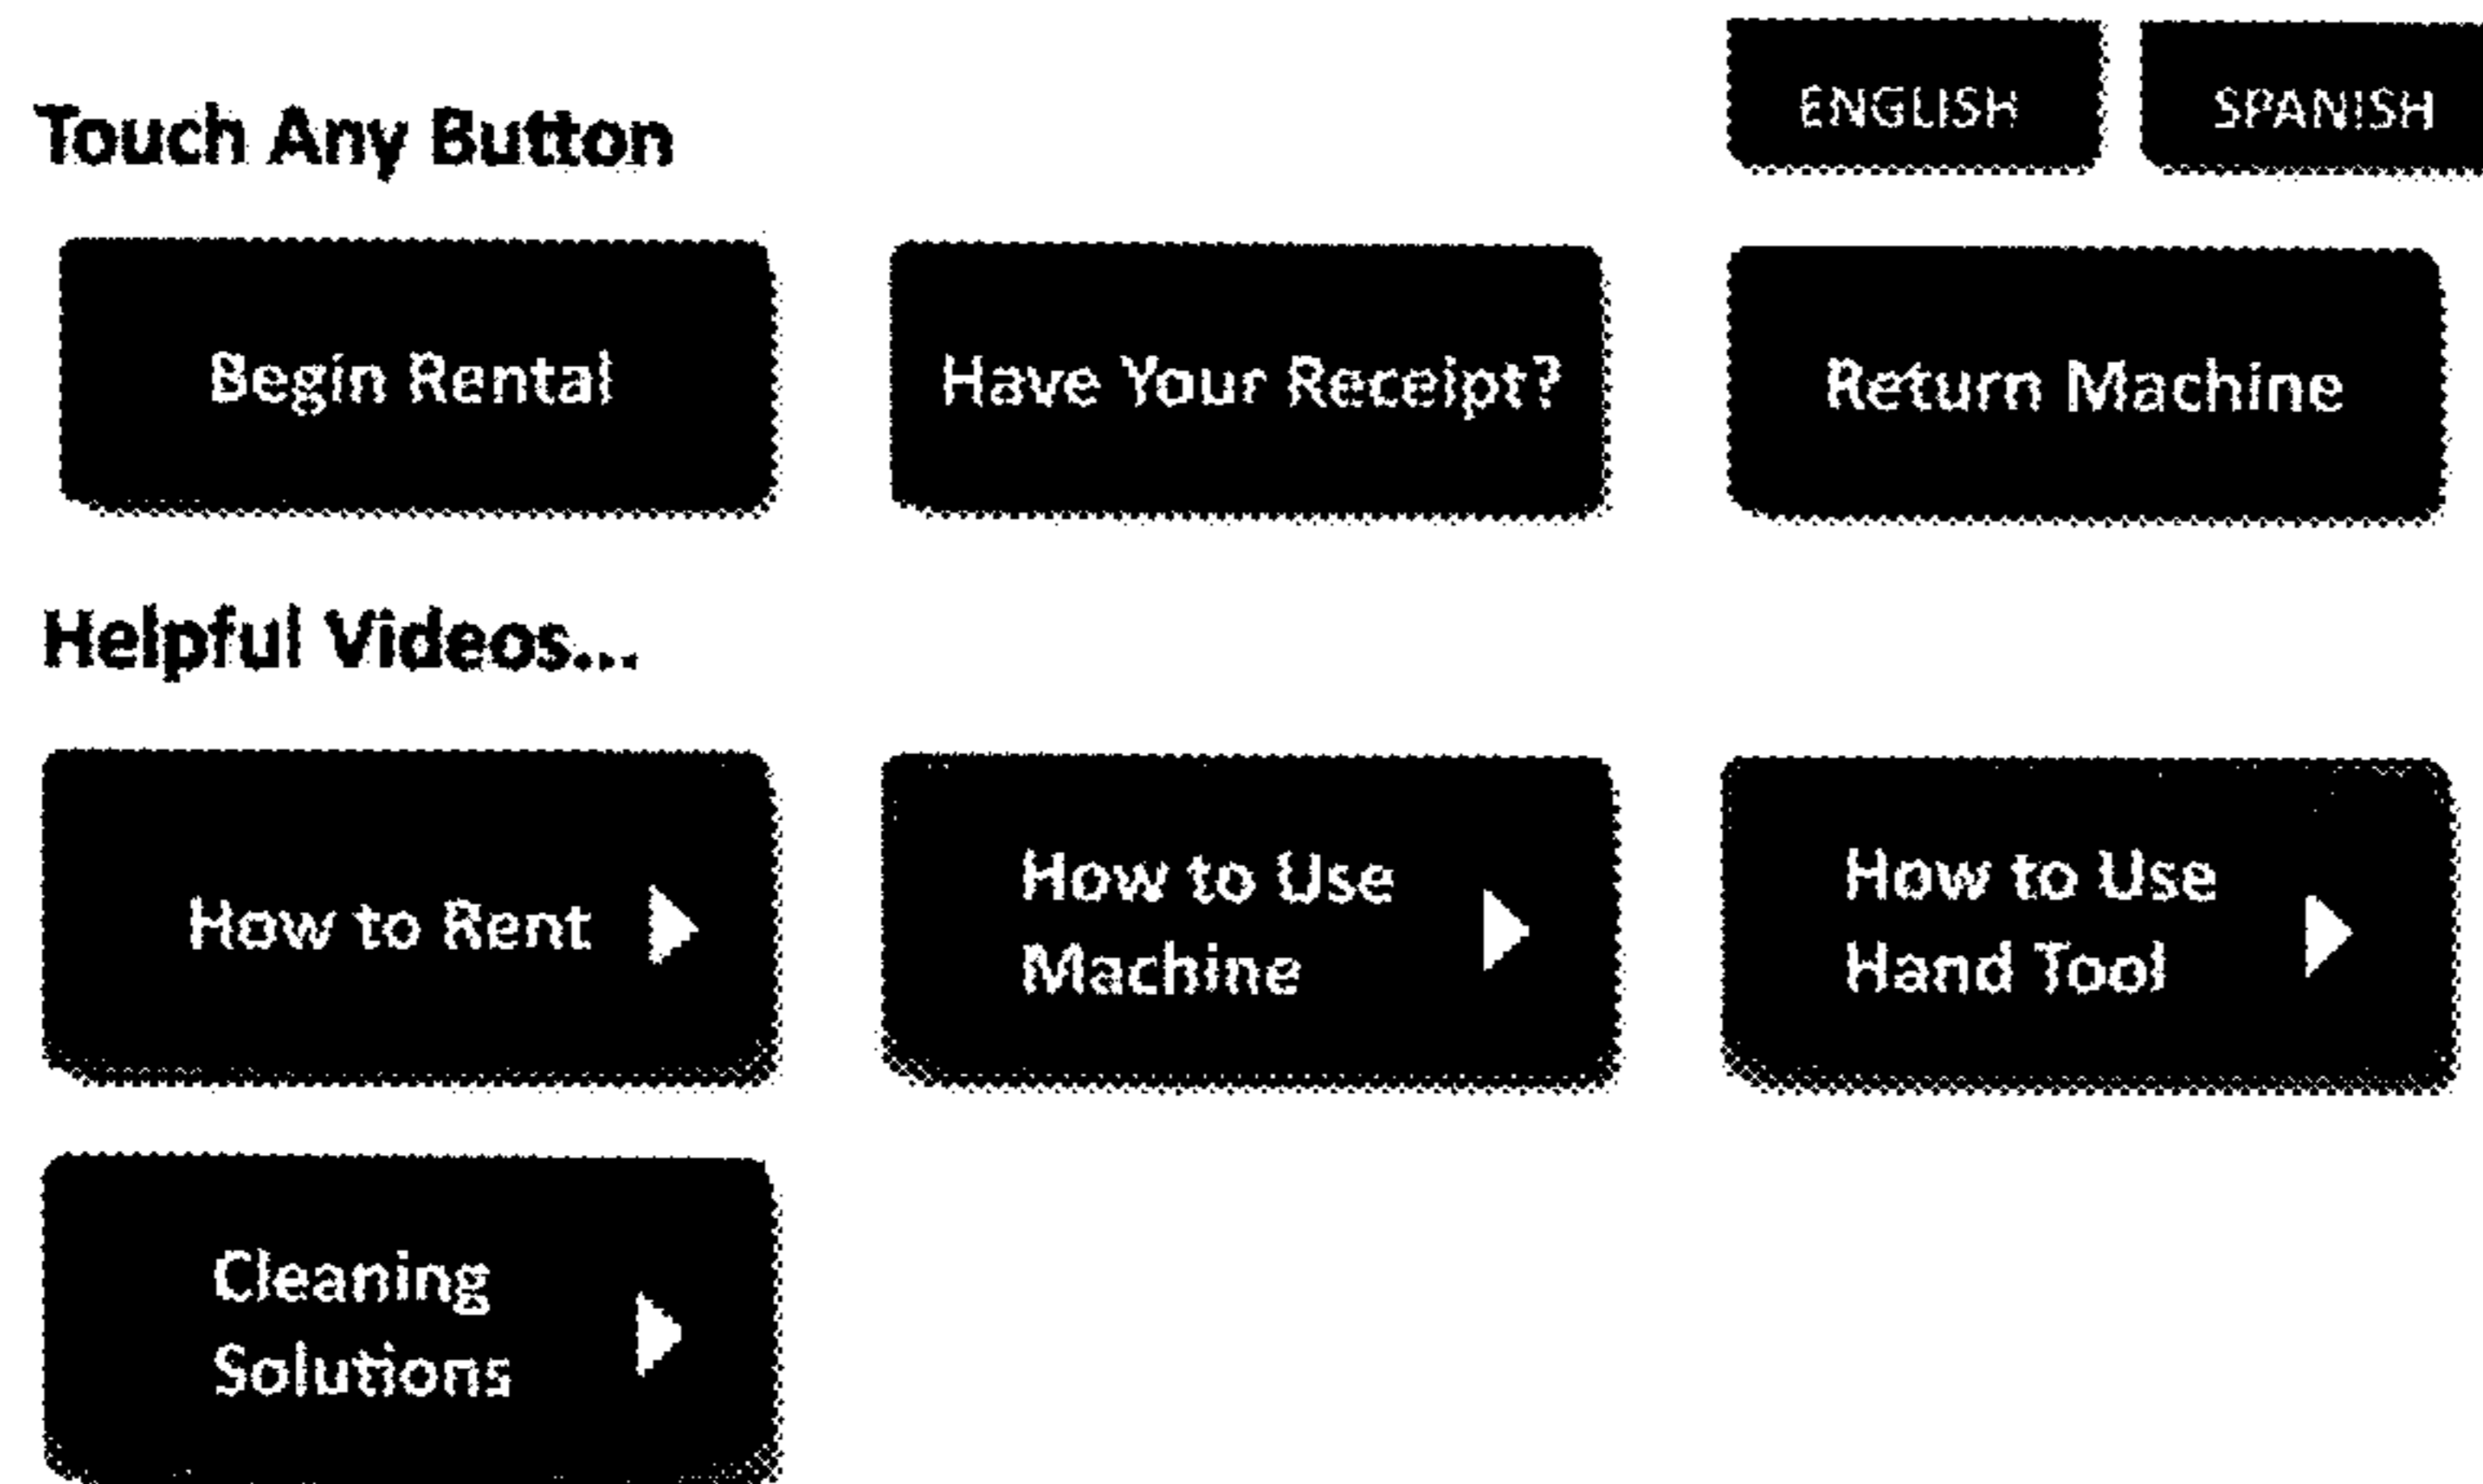 ENGLISH SPANISH
Touch Any Button
Begin Rental Have Your Receipt? Return Machine
Helpful Videos...
How to Rent
How to Use
Machine
How to Use
Hand Tool
Cleaning
Solutions